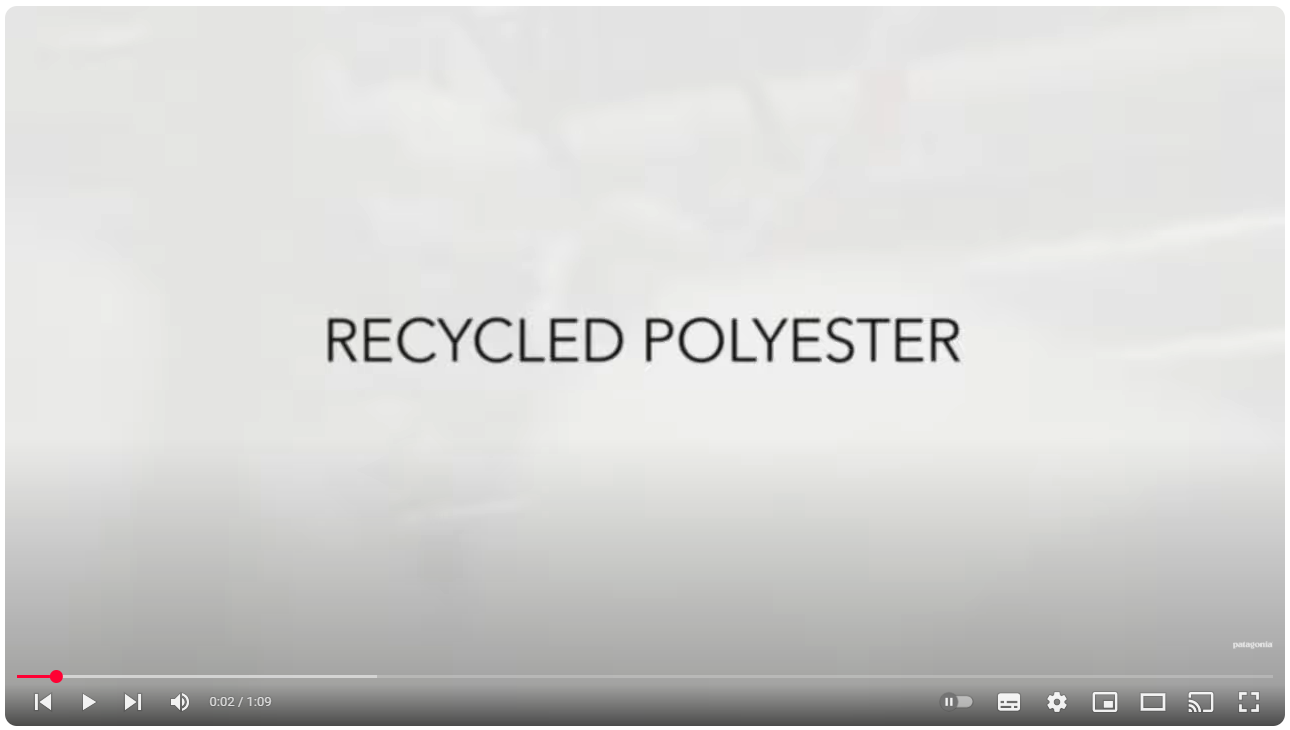 RECYCLED POLYESTER
patagonia
0:02 / 1:09